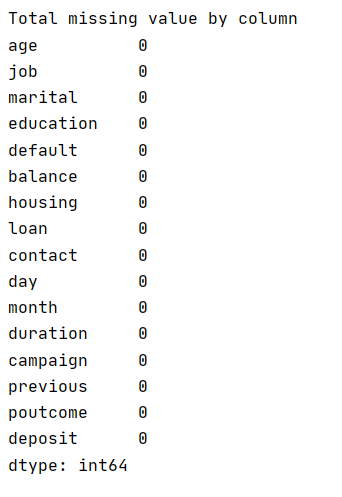 Total missing value by column
age          0
job          0
marital      0
education    0
default      0
balance      0
housing      0
loan         0
contact      0
day          0
month        0
duration     0
campaign     0
previous     0
poutcome     0
deposit      0
dtype: int64